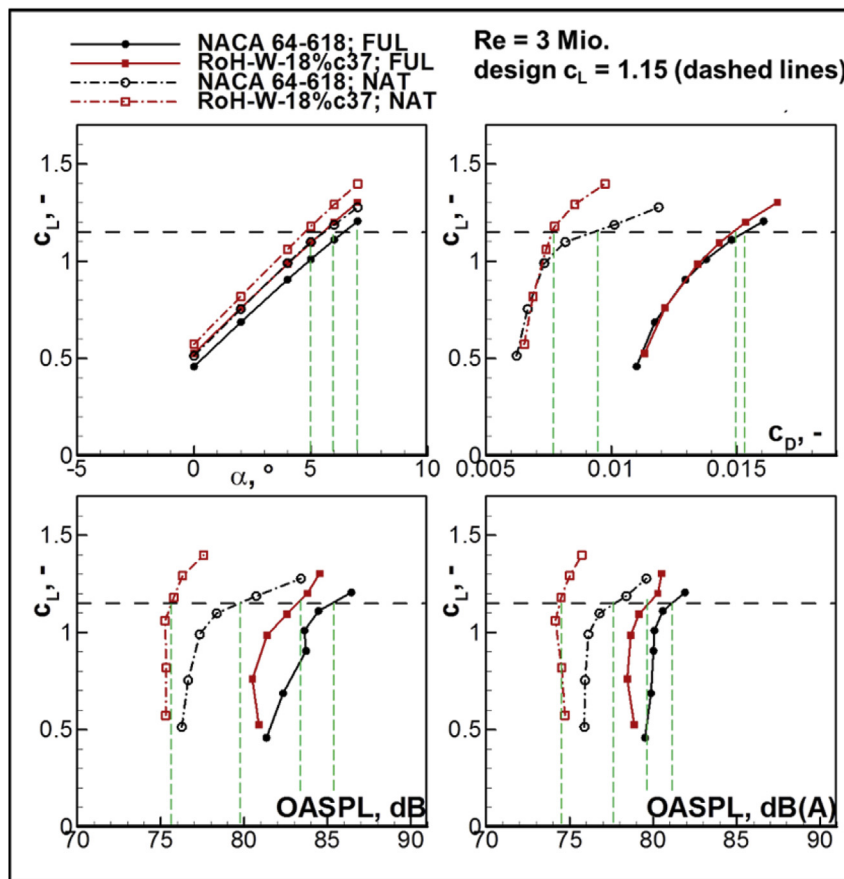 NACA 64-618; FUL
RoH-W-18%c37; FUL
NACA 64-618; NAT
RoH-W-18%c37; NAT
Re = 3 Mio.
design cL = 1.15 (dashed lines)
cL, -
1.5
1
0.5
0
-5
0
5
10
α, °
cL, -
1.5
1
0.5
0
0.005
0.01
0.015
cD, -
cL, -
1.5
1
0.5
0
70
75
80
85
90
OASPL, dB
cL, -
1.5
1
0.5
0
70
75
80
85
90
OASPL, dB(A)